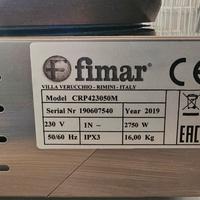 fimar CE
VILLA VERUCCHIO - RIMINI - ITALY
Model CRP423050M
Serial N° 190607540 Year 2019
230 V 1N~ 2750 W
50/60 Hz IPX3 16,00 Kg
EAC